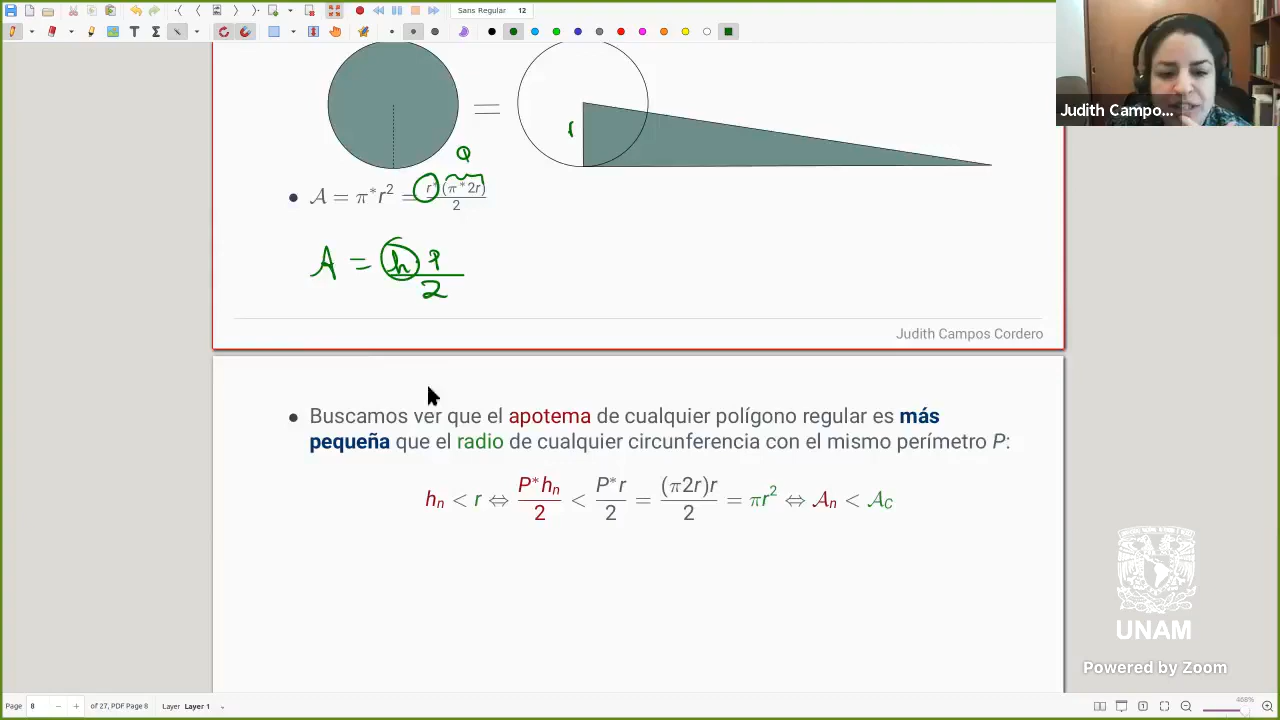 Sans Regular 12
Judith Campo...
=
r
Q
• A = π*r² = r*(π*2r)/2
A = h P/2
Judith Campos Cordero
• Buscamos ver que el apotema de cualquier polígono regular es más
pequeña que el radio de cualquier circunferencia con el mismo perímetro P:
hₙ < r ⇔ P*hₙ/2 < P*r/2 = (π2r)r/2 = πr² ⇔ Aₙ < A_C
UNAM
Powered by Zoom
Page 8 of 27, PDF Page 8 Layer Layer 1
468%